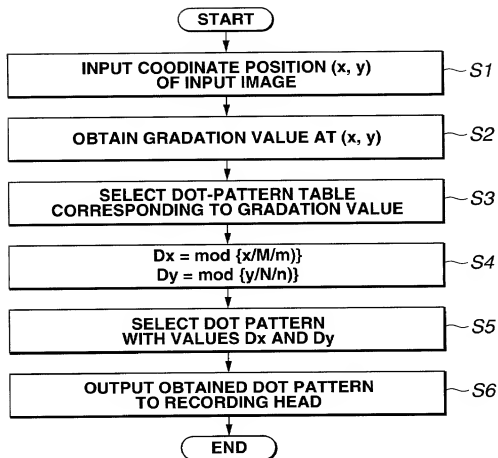 START
INPUT COODINATE POSITION (x, y)
OF INPUT IMAGE
S1
OBTAIN GRADATION VALUE AT (x, y)
S2
SELECT DOT-PATTERN TABLE
CORRESPONDING TO GRADATION VALUE
S3
Dx = mod {x/M/m)}
Dy = mod {y/N/n)}
S4
SELECT DOT PATTERN
WITH VALUES Dx AND Dy
S5
OUTPUT OBTAINED DOT PATTERN
TO RECORDING HEAD
S6
END